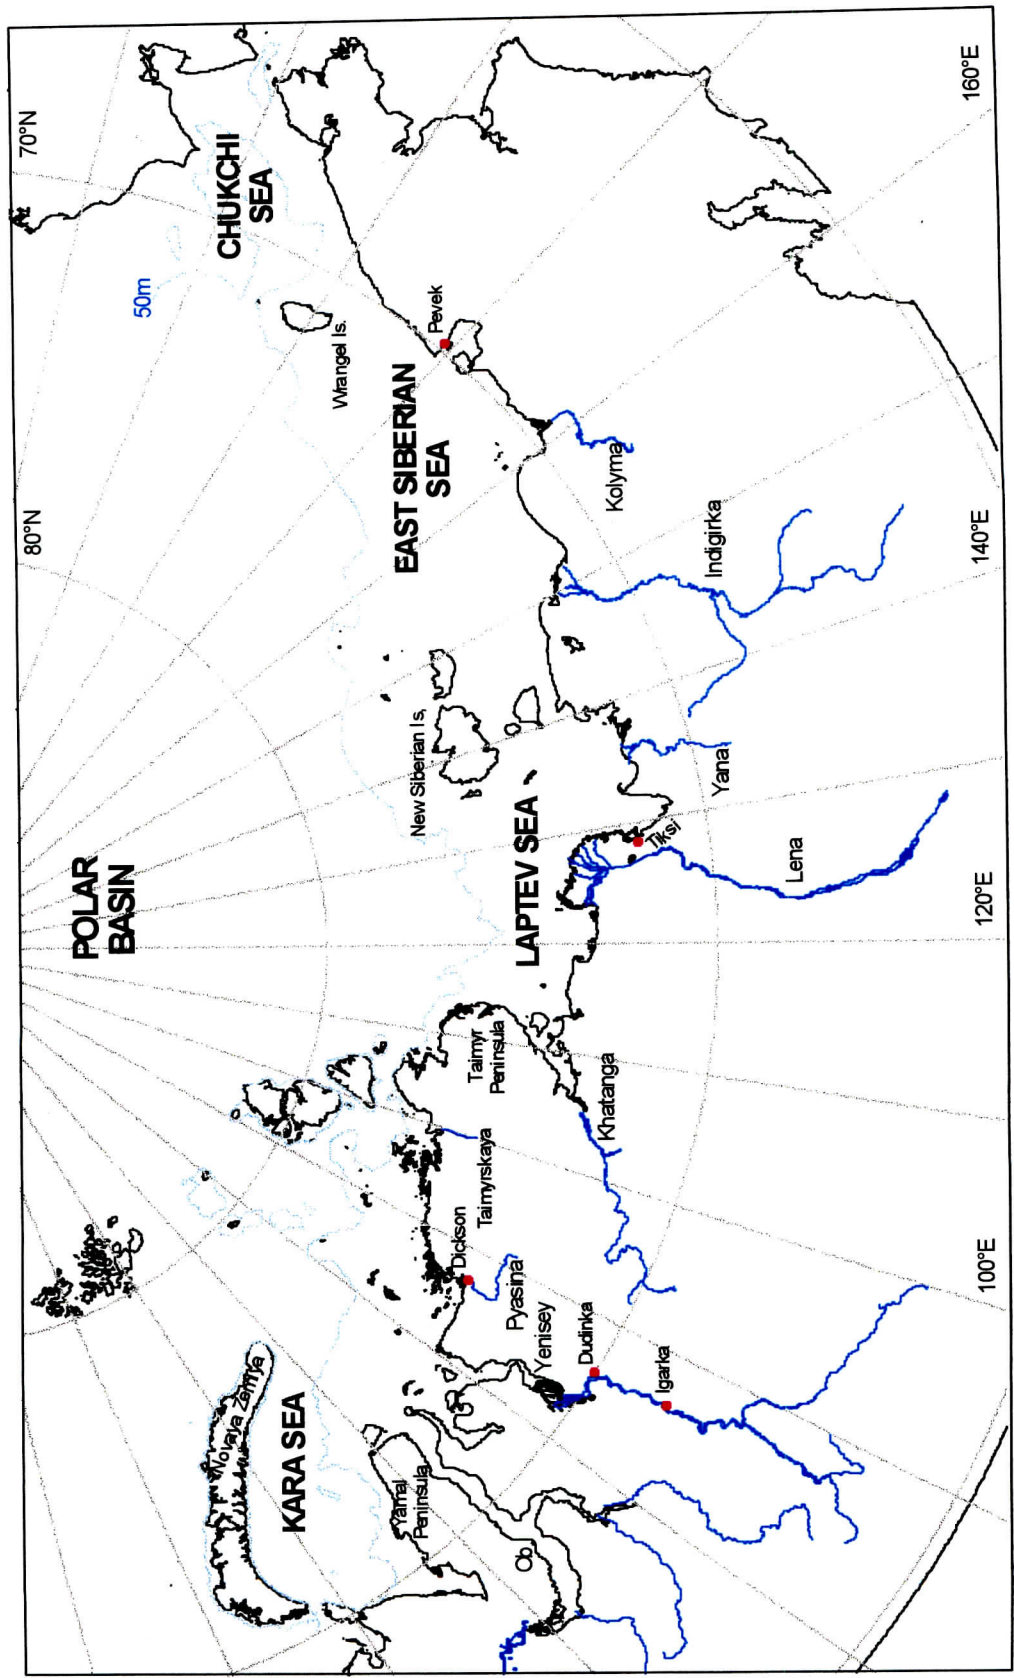 70°N
80°N
POLAR
BASIN
CHUKCHI
SEA
50m
Wrangel Is.
Pevek
EAST SIBERIAN
SEA
Kolyma
160°E
Indigirka
140°E
New Siberian Is.
LAPTEV SEA
Yana
Tiksi
Lena
120°E
Taimyr
Peninsula
Khatanga
Taimyrskaya
Dickson
Pyasina
Yenisey
Dudinka
Igarka
100°E
Novaya Zemlya
KARA SEA
Yamal
Peninsula
Ob